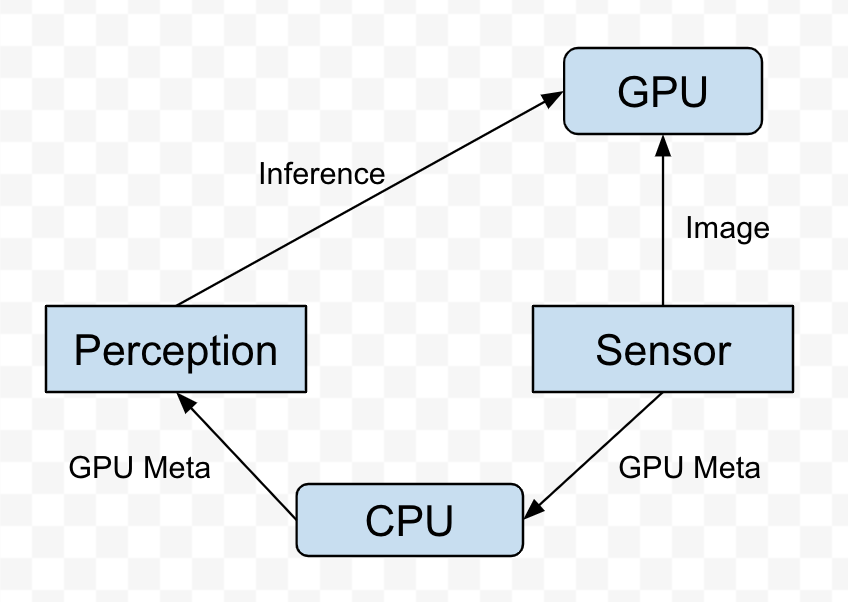 GPU
Inference
Image
Perception
Sensor
GPU Meta
GPU Meta
CPU